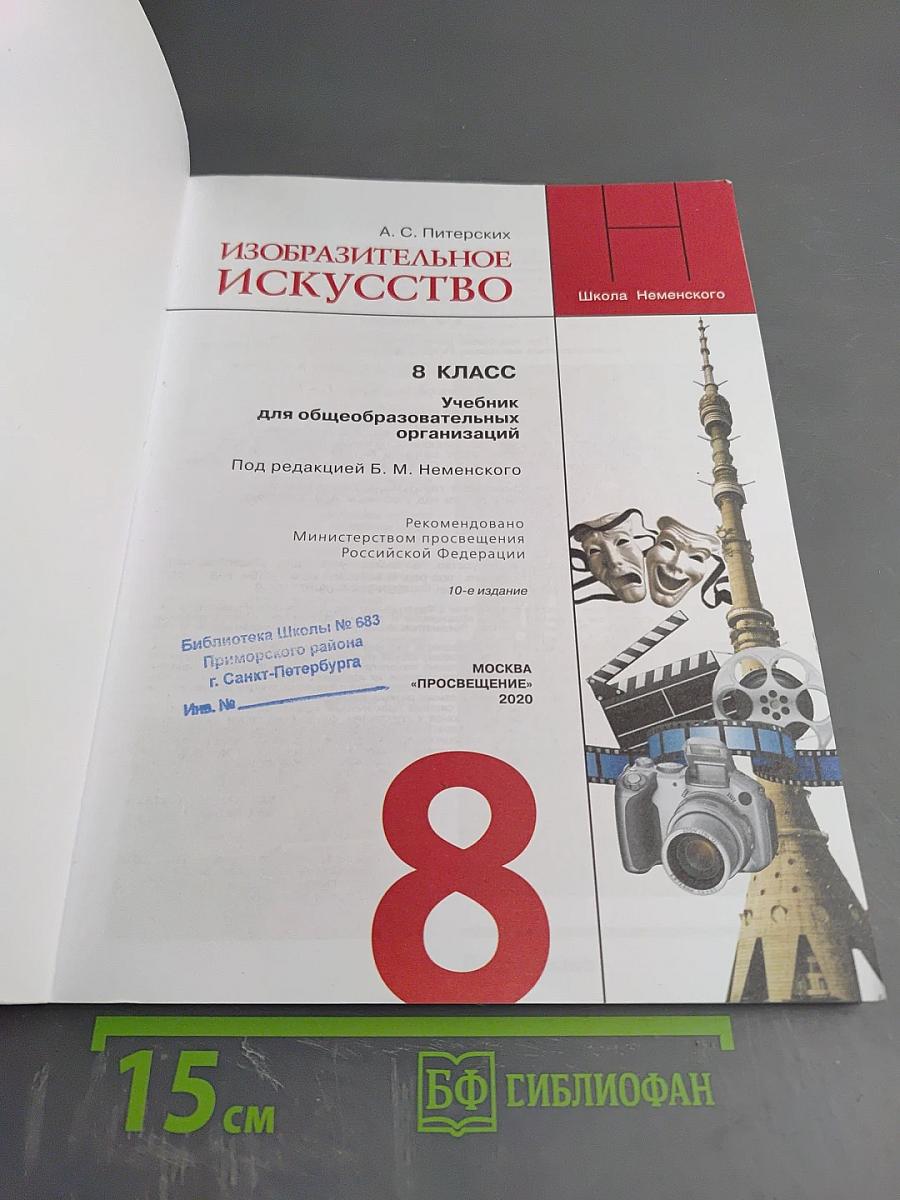 А. С. Питерских
ИЗОБРАЗИТЕЛЬНОЕ
ИСКУССТВО
Школа Неменского
8 КЛАСС
Учебник
для общеобразовательных
организаций
Под редакцией Б. М. Неменского
Рекомендовано
Министерством просвещения
Российской Федерации
10-е издание
Библиотека Школы № 683
Приморского района
г. Санкт-Петербурга
Инв. №
МОСКВА
«ПРОСВЕЩЕНИЕ»
2020
8
15 см
БФ БИБЛИОФАН